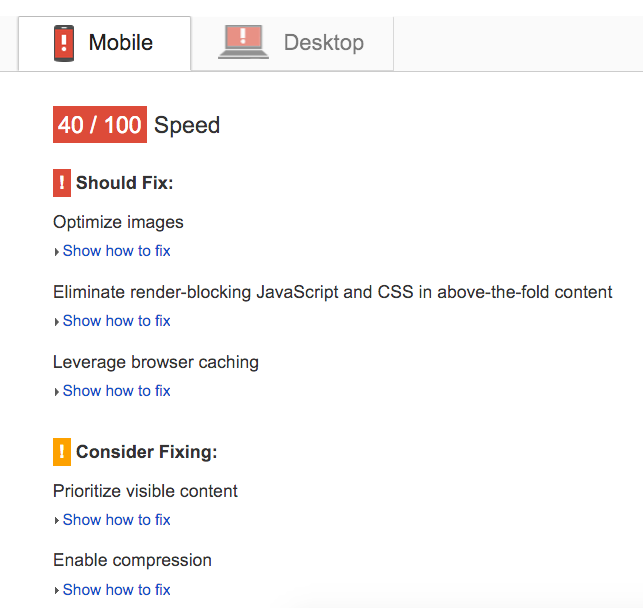 Mobile
Desktop
40 / 100 Speed
! Should Fix:
Optimize images
Show how to fix
Eliminate render-blocking JavaScript and CSS in above-the-fold content
Show how to fix
Leverage browser caching
Show how to fix
! Consider Fixing:
Prioritize visible content
Show how to fix
Enable compression
Show how to fix